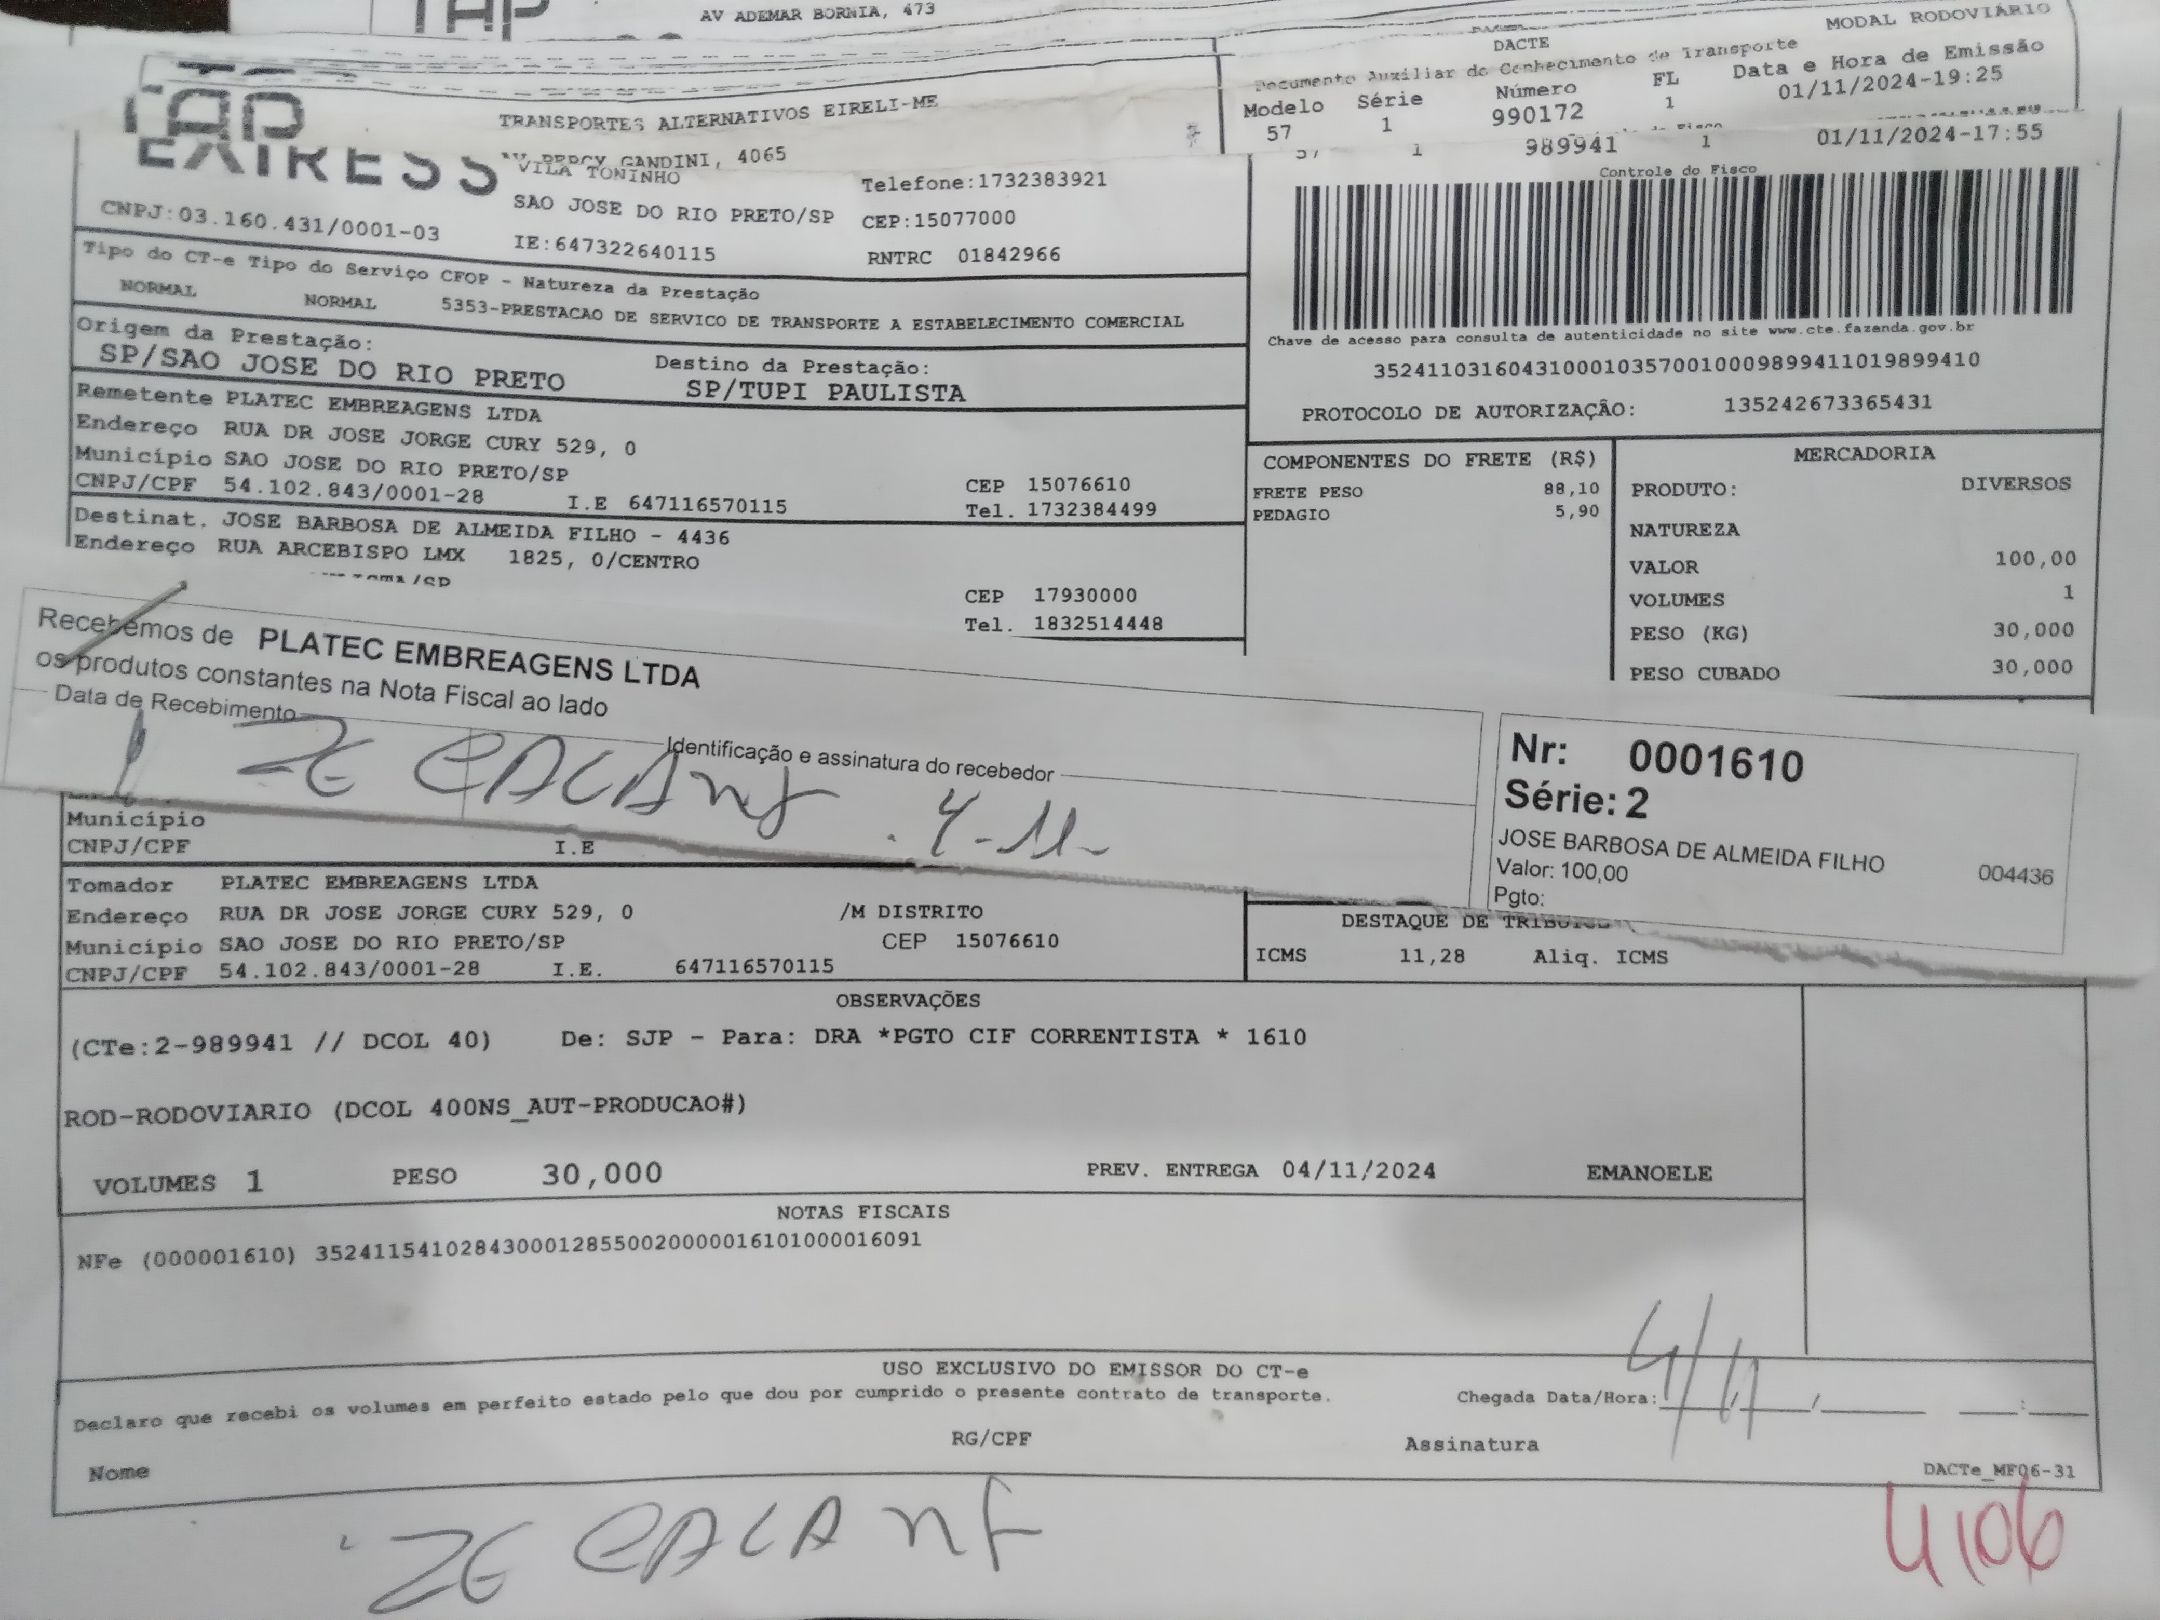 AV ADEMAR BORNIA, 473
MODAL RODOVIÁRIO
DACTE
Documento Auxiliar do Conhecimento de Transporte
Modelo Série Número FL Data e Hora de Emissão
57 1 990172 1 01/11/2024-19:25
TRANSPORTES ALTERNATIVOS EIRELI-ME
AV PERCY GANDINI, 4065
57 1 989941 1 01/11/2024-17:55
VILA TONINHO
Telefone:1732383921
SAO JOSE DO RIO PRETO/SP CEP:15077000
CNPJ:03.160.431/0001-03
IE:647322640115 RNTRC 01842966
Controle do Fisco
Tipo do CT-e Tipo do Serviço CFOP - Natureza da Prestação
NORMAL NORMAL 5353-PRESTACAO DE SERVICO DE TRANSPORTE A ESTABELECIMENTO COMERCIAL
Chave de acesso para consulta de autenticidade no site www.cte.fazenda.gov.br
35241103160431000103570010009899411019899410
PROTOCOLO DE AUTORIZAÇÃO: 135242673365431
Origem da Prestação: Destino da Prestação:
SP/SAO JOSE DO RIO PRETO SP/TUPI PAULISTA
Remetente PLATEC EMBREAGENS LTDA
Endereço RUA DR JOSE JORGE CURY 529, 0
Município SAO JOSE DO RIO PRETO/SP CEP 15076610
CNPJ/CPF 54.102.843/0001-28 I.E 647116570115 Tel. 1732384499
Destinat. JOSE BARBOSA DE ALMEIDA FILHO - 4436
Endereço RUA ARCEBISPO LMX 1825, 0/CENTRO
CEP 17930000
Tel. 1832514448
COMPONENTES DO FRETE (R$)
FRETE PESO 88,10
PEDAGIO 5,90
MERCADORIA
PRODUTO: DIVERSOS
NATUREZA
VALOR 100,00
VOLUMES 1
PESO (KG) 30,000
PESO CUBADO 30,000
Recebemos de PLATEC EMBREAGENS LTDA
os produtos constantes na Nota Fiscal ao lado
Data de Recebimento
Identificação e assinatura do recebedor
ZE CACA NF 4-11-
Nr: 0001610
Série: 2
JOSE BARBOSA DE ALMEIDA FILHO 004436
Valor: 100,00
Pgto:
Município
CNPJ/CPF I.E
Tomador PLATEC EMBREAGENS LTDA
Endereço RUA DR JOSE JORGE CURY 529, 0 /M DISTRITO
Município SAO JOSE DO RIO PRETO/SP CEP 15076610
CNPJ/CPF 54.102.843/0001-28 I.E. 647116570115
DESTAQUE DE
ICMS 11,28 Aliq. ICMS
OBSERVAÇÕES
(CTe:2-989941 // DCOL 40) De: SJP - Para: DRA *PGTO CIF CORRENTISTA * 1610
ROD-RODOVIARIO (DCOL 400NS_AUT-PRODUCAO#)
VOLUMES 1 PESO 30,000 PREV. ENTREGA 04/11/2024 EMANOELE
NOTAS FISCAIS
NFe (000001610) 35241154102843000128550020000016101000016091
USO EXCLUSIVO DO EMISSOR DO CT-e
Declaro que recebi os volumes em perfeito estado pelo que dou por cumprido o presente contrato de transporte.
Chegada Data/Hora: 4/11
Nome RG/CPF Assinatura
DACTe_MF06-31
ZE CACA NF
4106